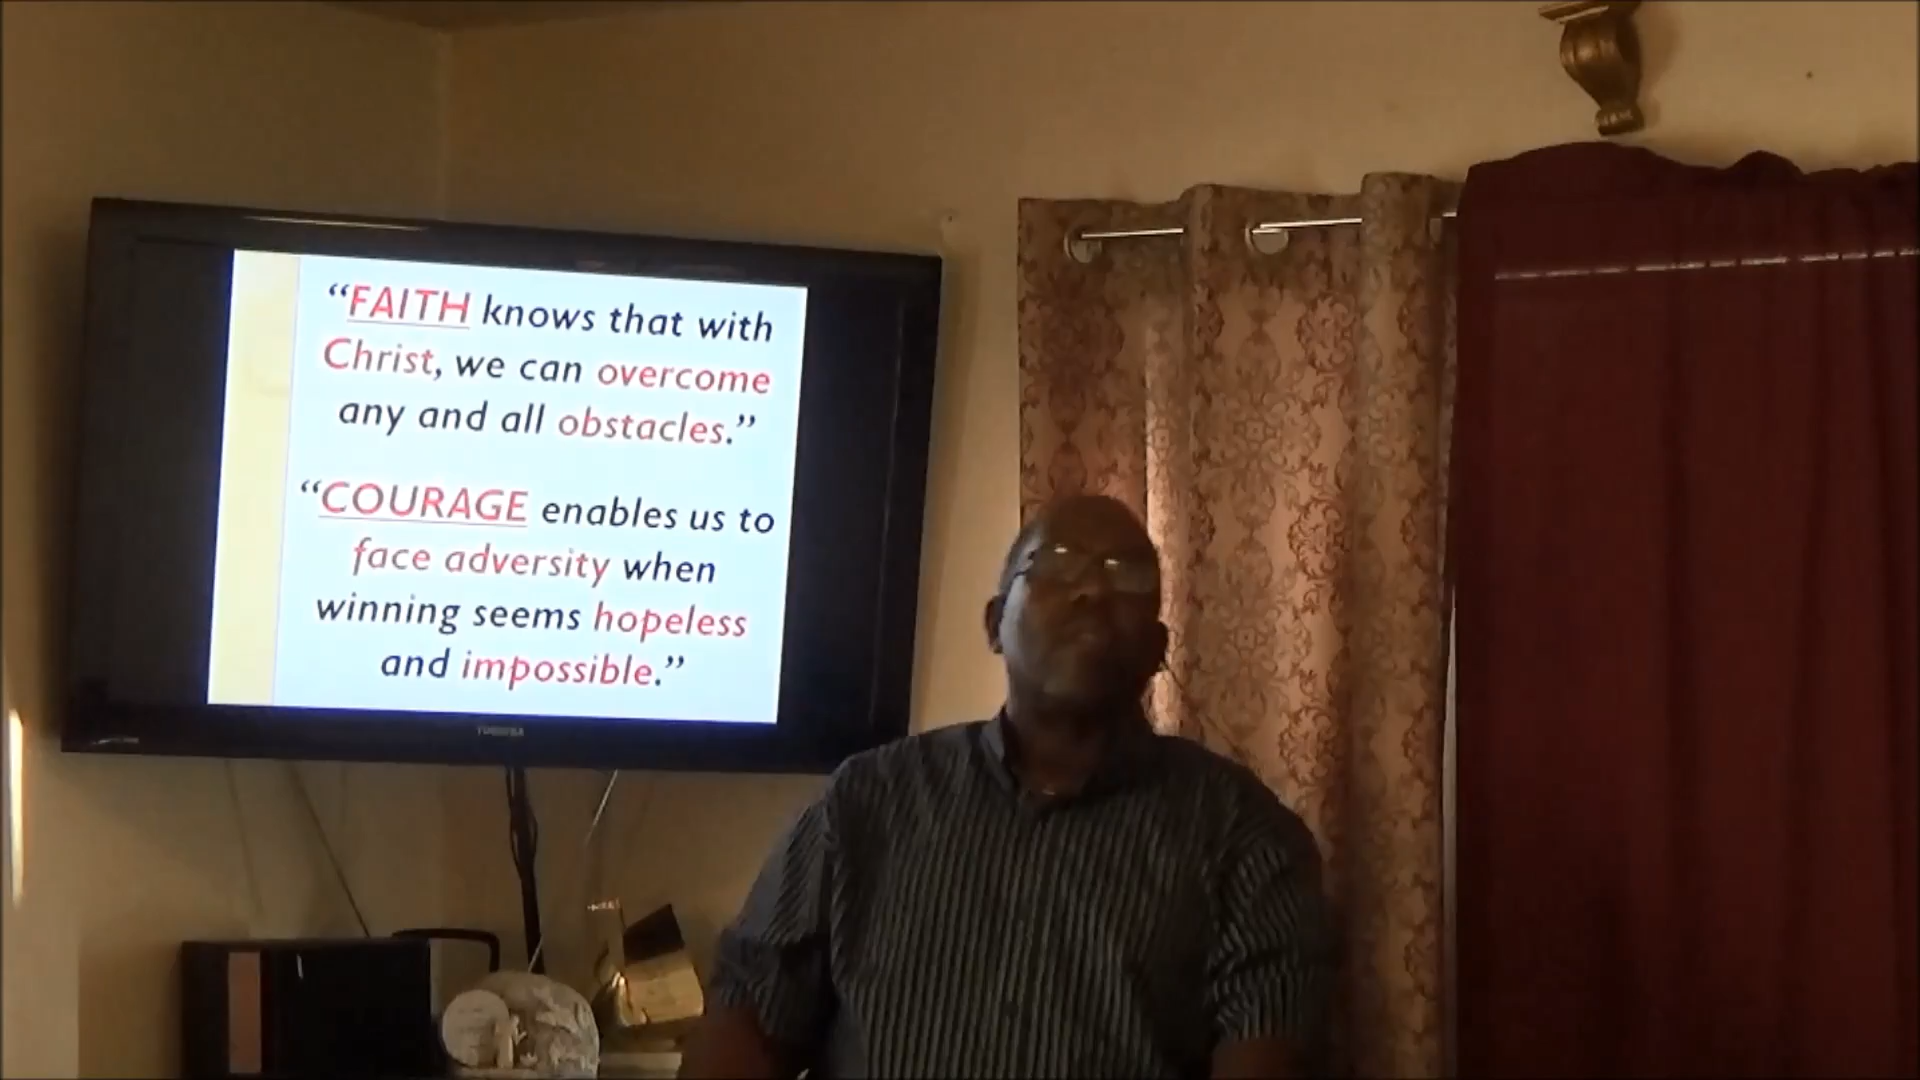 “FAITH knows that with
Christ, we can overcome
any and all obstacles.”
“COURAGE enables us to
face adversity when
winning seems hopeless
and impossible.”
TOSHIBA